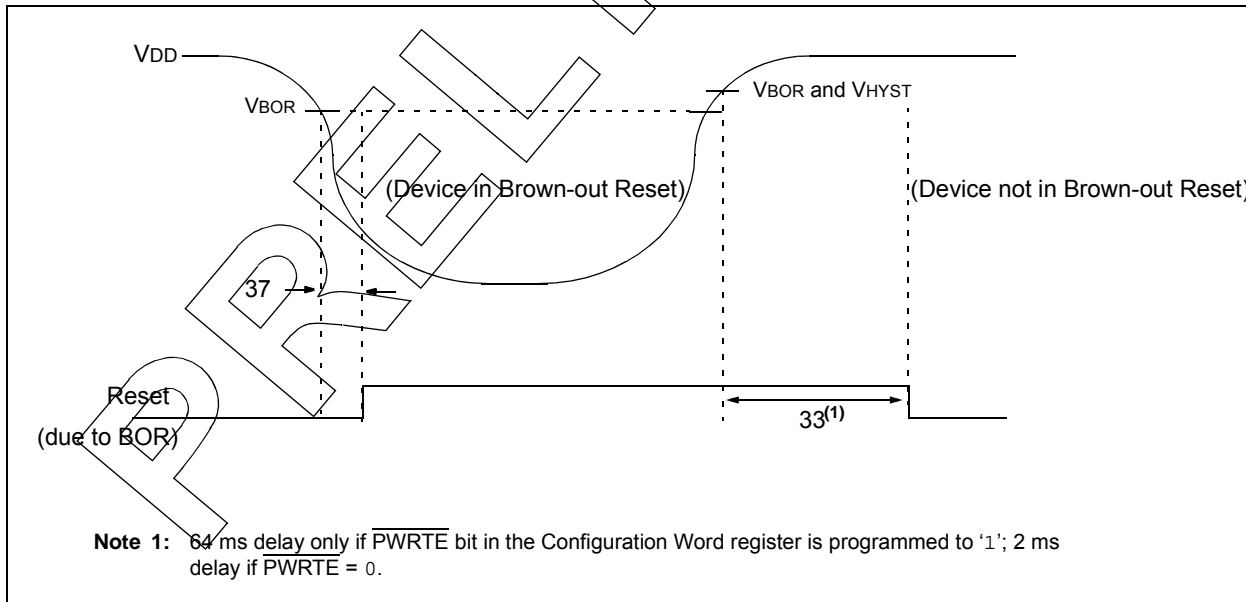 VDD
VBOR
VBOR and VHYST
(Device in Brown-out Reset)
(Device not in Brown-out Reset)
37
Reset
(due to BOR)
33(1)
Note 1: 64 ms delay only if PWRTE bit in the Configuration Word register is programmed to ‘1’; 2 ms
delay if PWRTE = 0.
PREL